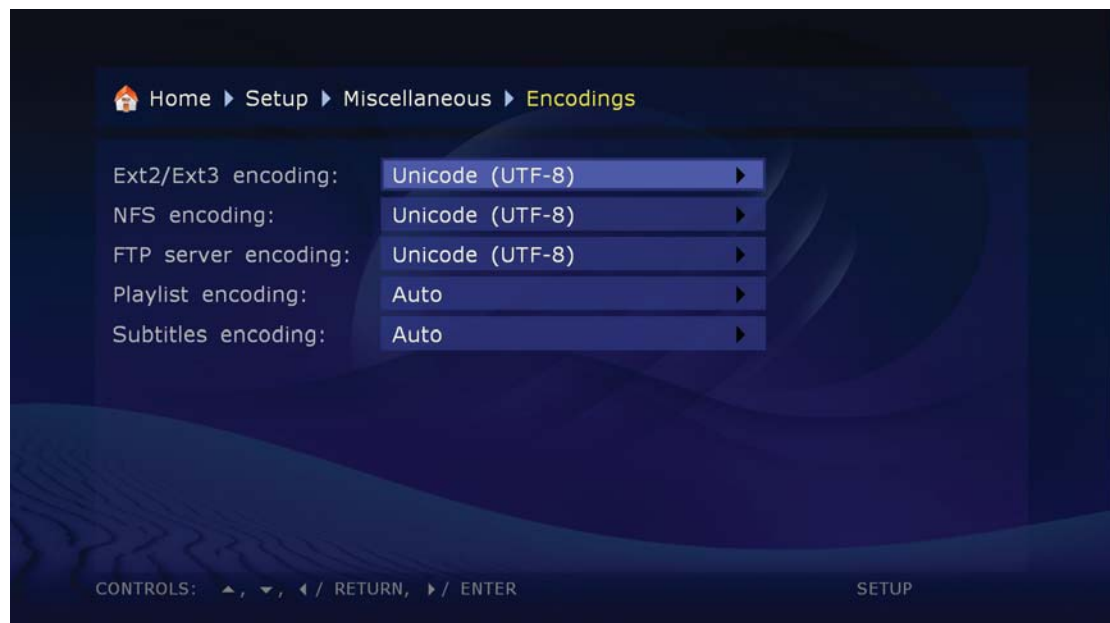 Home ▶ Setup ▶ Miscellaneous ▶ Encodings
Ext2/Ext3 encoding: Unicode (UTF-8)
NFS encoding: Unicode (UTF-8)
FTP server encoding: Unicode (UTF-8)
Playlist encoding: Auto
Subtitles encoding: Auto
CONTROLS: ▲, ▼, ◀/ RETURN, ▶/ ENTER SETUP